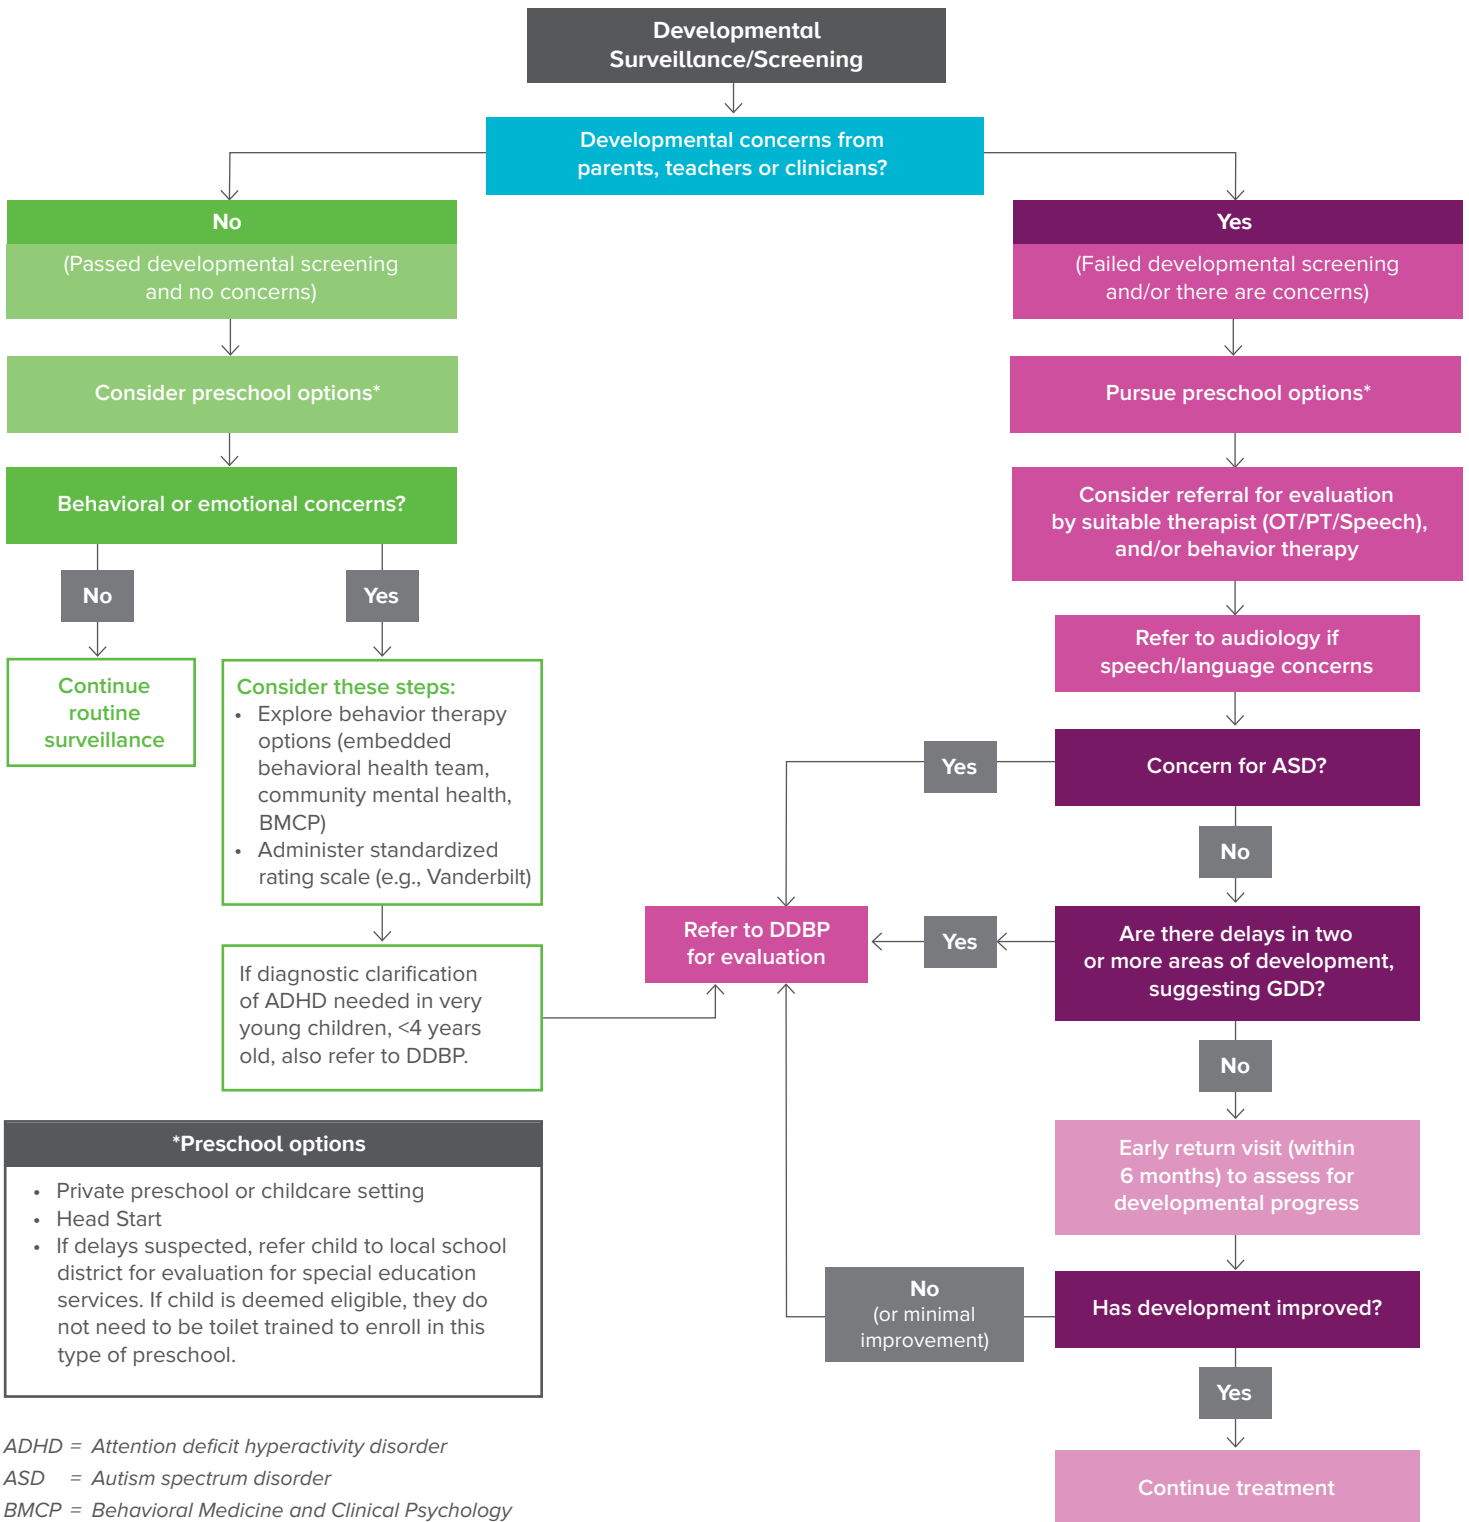 Developmental
Surveillance/Screening
Developmental concerns from
parents, teachers or clinicians?
No
(Passed developmental screening
and no concerns)
Consider preschool options*
Behavioral or emotional concerns?
No
Yes
Continue
routine
surveillance
Consider these steps:
• Explore behavior therapy
options (embedded
behavioral health team,
community mental health,
BMCP)
• Administer standardized
rating scale (e.g., Vanderbilt)
If diagnostic clarification
of ADHD needed in very
young children, <4 years
old, also refer to DDBP.
Yes
(Failed developmental screening
and/or there are concerns)
Pursue preschool options*
Consider referral for evaluation
by suitable therapist (OT/PT/Speech),
and/or behavior therapy
Refer to audiology if
speech/language concerns
Concern for ASD?
Yes
No
Refer to DDBP
for evaluation
Yes
Are there delays in two
or more areas of development,
suggesting GDD?
No
Early return visit (within
6 months) to assess for
developmental progress
Has development improved?
No
(or minimal
improvement)
Yes
Continue treatment
*Preschool options
• Private preschool or childcare setting
• Head Start
• If delays suspected, refer child to local school
district for evaluation for special education
services. If child is deemed eligible, they do
not need to be toilet trained to enroll in this
type of preschool.
ADHD = Attention deficit hyperactivity disorder
ASD = Autism spectrum disorder
BMCP = Behavioral Medicine and Clinical Psychology